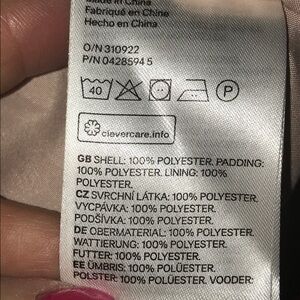 Made in China
Fabriqué en Chine
Hecho en China
O/N 310922
P/N 0428594 5
40
P
clevercare.info
GB SHELL: 100% POLYESTER. PADDING:
100% POLYESTER. LINING: 100%
POLYESTER.
CZ SVRCHNÍ LÁTKA: 100% POLYESTER.
VYCPÁVKA: 100% POLYESTER.
PODŠÍVKA: 100% POLYESTER.
DE OBERMATERIAL: 100% POLYESTER.
WATTIERUNG: 100% POLYESTER.
FUTTER: 100% POLYESTER.
EE ÜMBRIS: 100% POLÜESTER.
POLSTER: 100% POLÜESTER. VOODER: